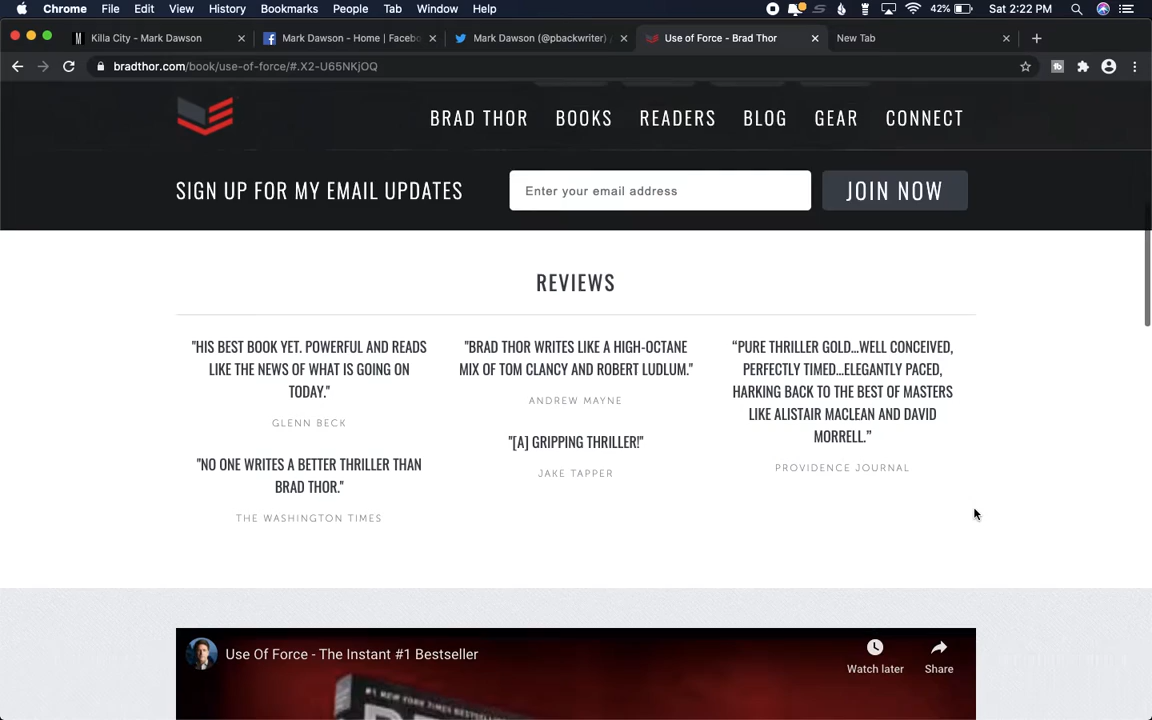 Chrome File Edit View History Bookmarks People Tab Window Help 42% Sat 2:22 PM
Killa City - Mark Dawson Mark Dawson - Home | Facebo Mark Dawson (@pbackwriter) / Use of Force - Brad Thor New Tab
bradthor.com/book/use-of-force/#.X2-U65NKjOQ
BRAD THOR BOOKS READERS BLOG GEAR CONNECT
SIGN UP FOR MY EMAIL UPDATES Enter your email address JOIN NOW
REVIEWS
"HIS BEST BOOK YET. POWERFUL AND READS
LIKE THE NEWS OF WHAT IS GOING ON
TODAY."
GLENN BECK
"NO ONE WRITES A BETTER THRILLER THAN
BRAD THOR."
THE WASHINGTON TIMES
"BRAD THOR WRITES LIKE A HIGH-OCTANE
MIX OF TOM CLANCY AND ROBERT LUDLUM."
ANDREW MAYNE
"[A] GRIPPING THRILLER!"
JAKE TAPPER
“PURE THRILLER GOLD...WELL CONCEIVED,
PERFECTLY TIMED...ELEGANTLY PACED,
HARKING BACK TO THE BEST OF MASTERS
LIKE ALISTAIR MACLEAN AND DAVID
MORRELL.”
PROVIDENCE JOURNAL
Use Of Force - The Instant #1 Bestseller
Watch later Share
#1 NEW YORK TIMES BESTSELLING